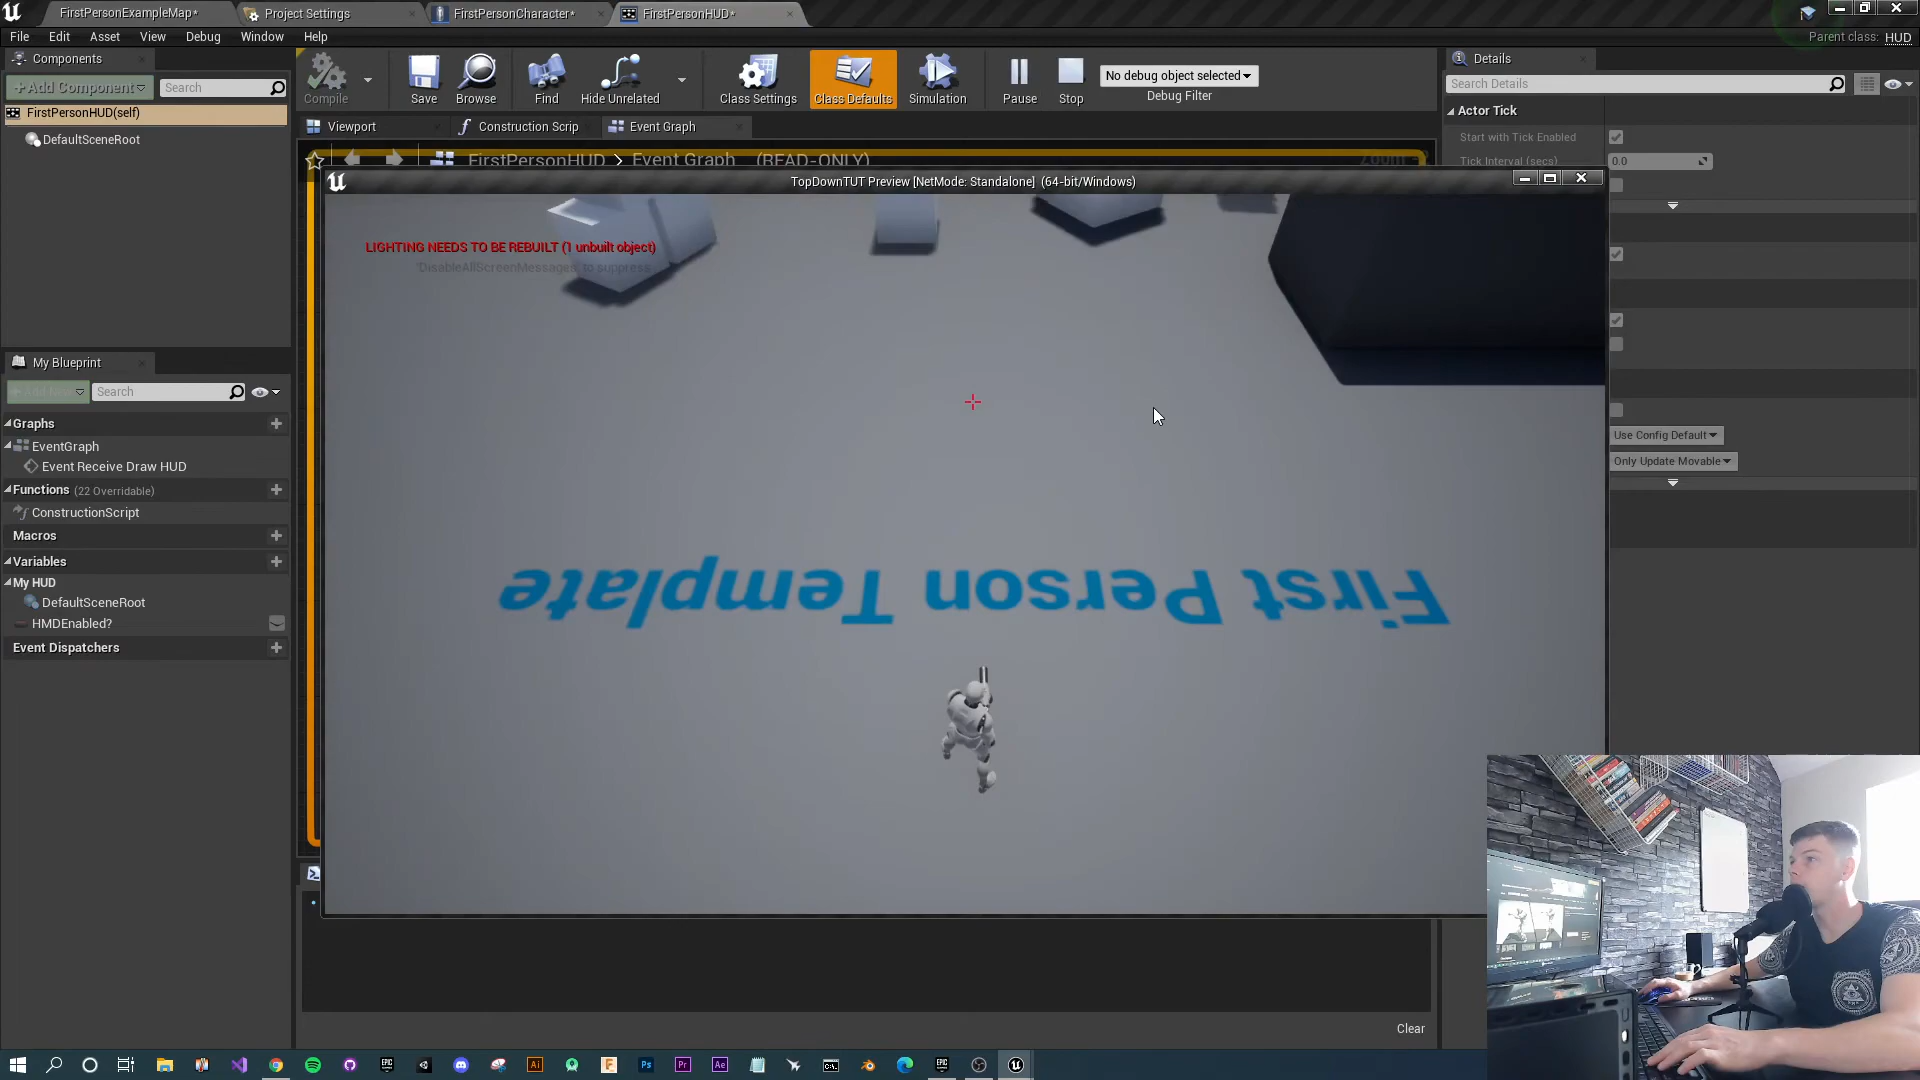 FirstPersonExampleMap*
Project Settings
FirstPersonCharacter*
FirstPersonHUD*
File Edit Asset View Debug Window Help
Parent class: HUD
Components
+Add Component
Search
FirstPersonHUD(self)
DefaultSceneRoot
Compile
Save
Browse
Find
Hide Unrelated
Class Settings
Class Defaults
Simulation
Pause
Stop
No debug object selected
Debug Filter
Viewport
Construction Scrip
Event Graph
FirstPersonHUD > Event Graph (READ-ONLY)
Details
Search Details
Actor Tick
Start with Tick Enabled
Tick Interval (secs)
0.0
Use Config Default
Only Update Movable
TopDownTUT Preview [NetMode: Standalone] (64-bit/Windows)
LIGHTING NEEDS TO BE REBUILT (1 unbuilt object)
'DisableAllScreenMessages' to suppress
First Person Template
My Blueprint
Search
Graphs
EventGraph
Event Receive Draw HUD
Functions (22 Overridable)
ConstructionScript
Macros
Variables
My HUD
DefaultSceneRoot
HMDEnabled?
Event Dispatchers
Clear